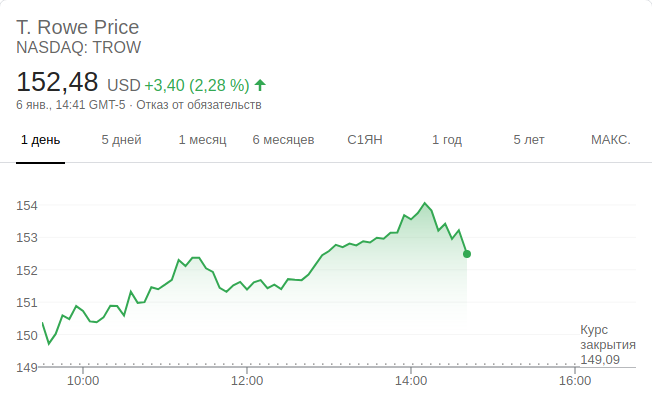 T. Rowe Price
NASDAQ: TROW
152,48 USD +3,40 (2,28 %)
6 янв., 14:41 GMT-5 · Отказ от обязательств
1 день 5 дней 1 месяц 6 месяцев С1ЯН 1 год 5 лет МАКС.
154
153
152
151
150
149
Курс
закрытия
149,09
10:00 12:00 14:00 16:00